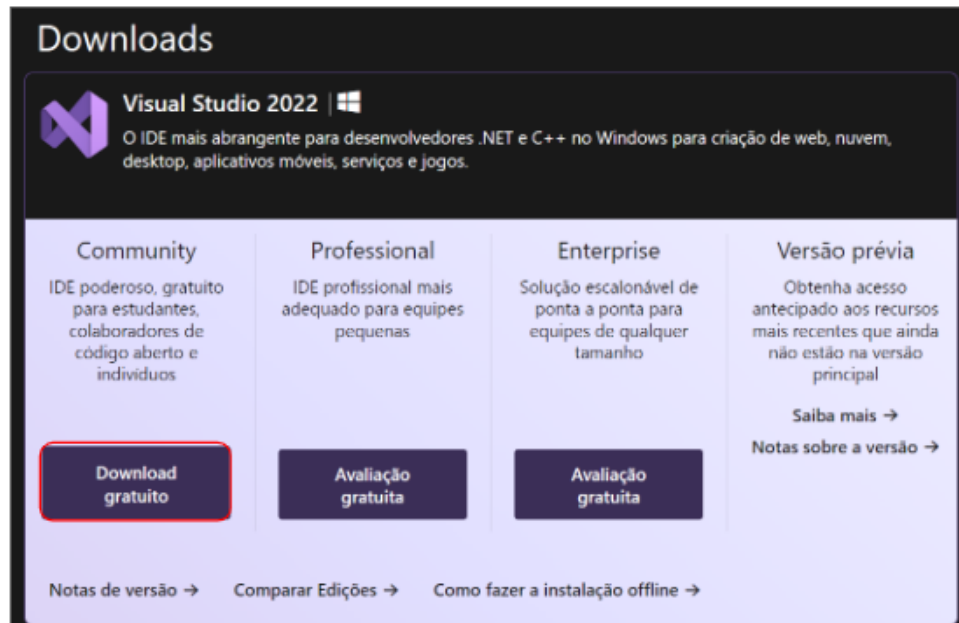 Downloads
Visual Studio 2022 |
O IDE mais abrangente para desenvolvedores .NET e C++ no Windows para criação de web, nuvem,
desktop, aplicativos móveis, serviços e jogos.
Community
IDE poderoso, gratuito
para estudantes,
colaboradores de
código aberto e
indivíduos
Download
gratuito
Professional
IDE profissional mais
adequado para equipes
pequenas
Avaliação
gratuita
Enterprise
Solução escalonável de
ponta a ponta para
equipes de qualquer
tamanho
Avaliação
gratuita
Versão prévia
Obtenha acesso
antecipado aos recursos
mais recentes que ainda
não estão na versão
principal
Saiba mais →
Notas sobre a versão →
Notas de versão →
Comparar Edições →
Como fazer a instalação offline →